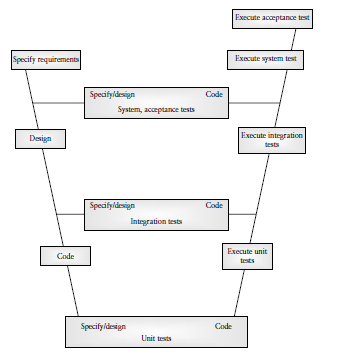 Execute acceptance test
Specify requirements
Execute system test
Specify/design Code
System, acceptance tests
Design
Execute integration
tests
Specify/design Code
Integration tests
Code
Execute unit
tests
Specify/design Code
Unit tests